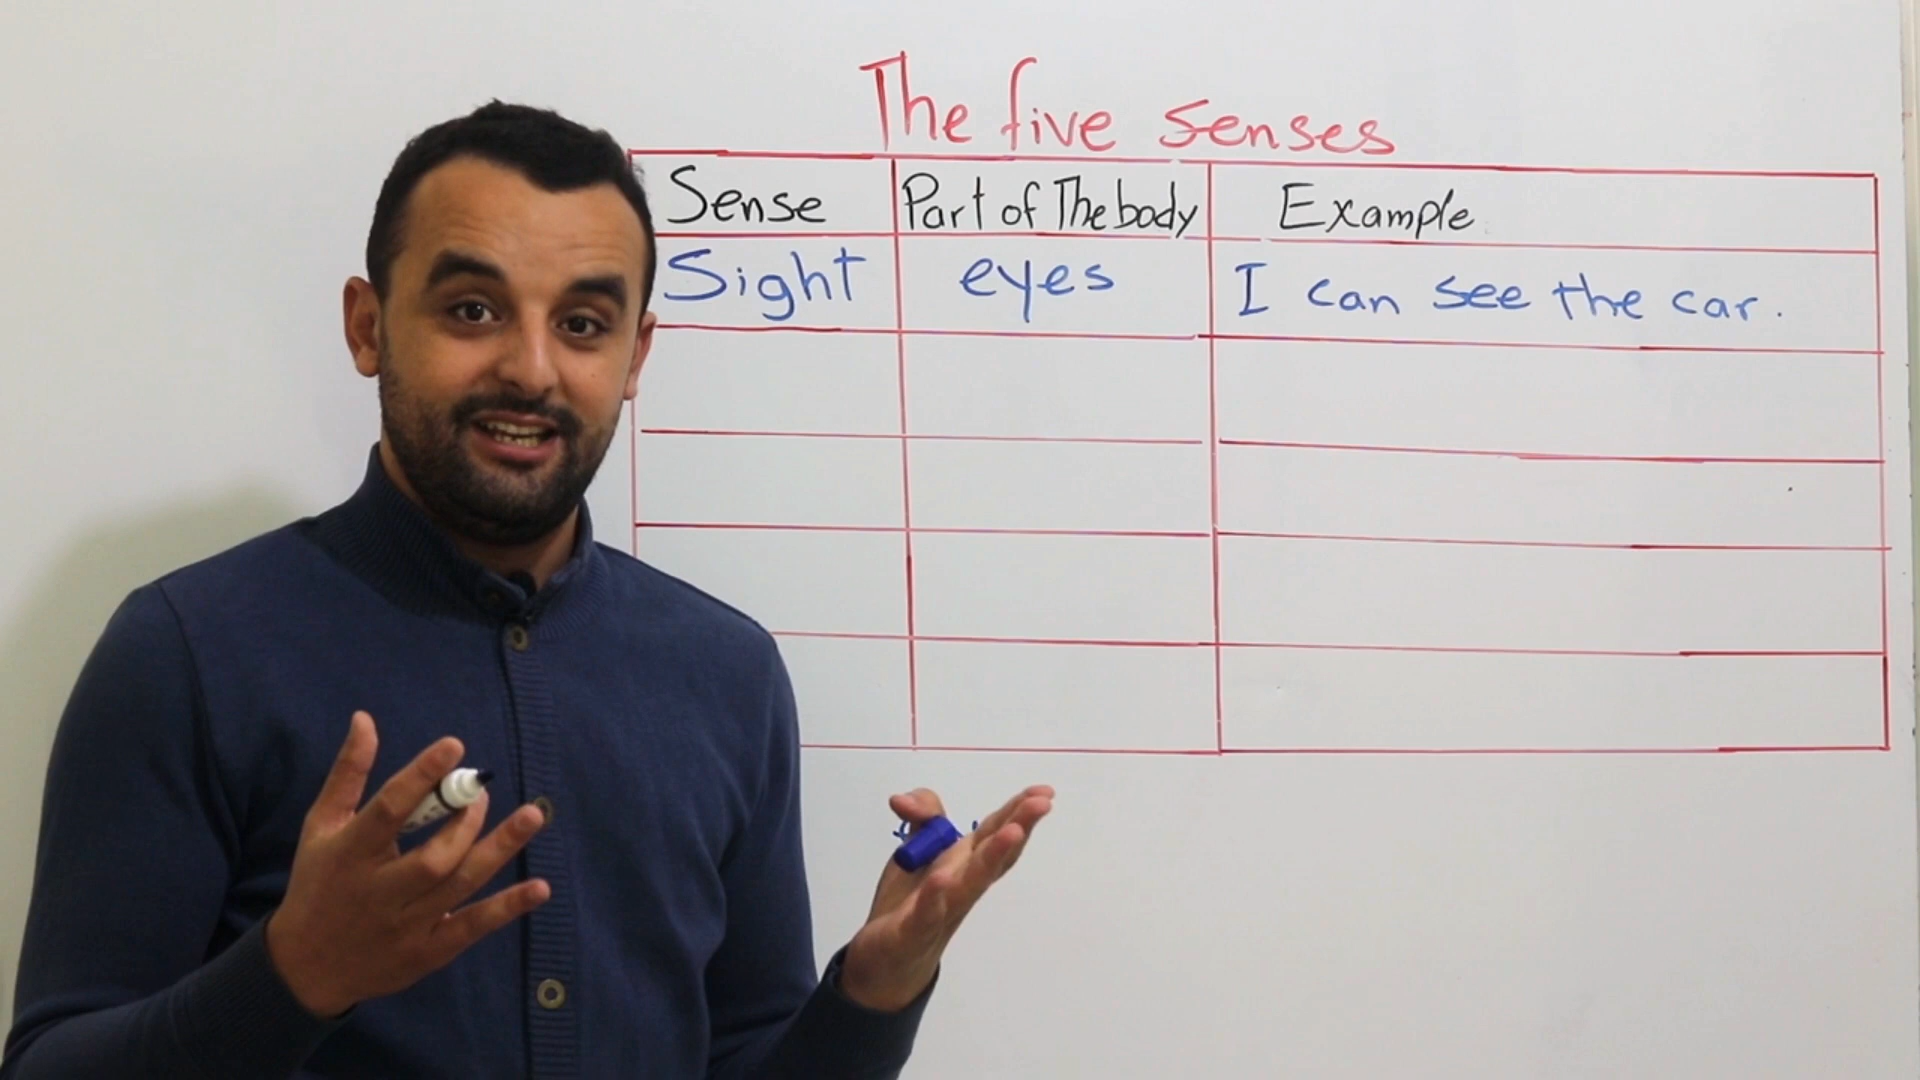 The five senses
Sense Part of The body Example
Sight eyes I can see the car.